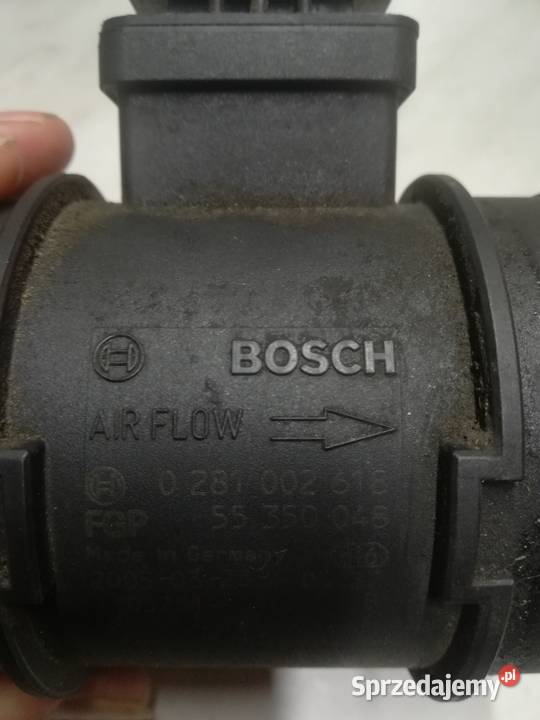 BOSCH
AIR FLOW
0 281 002 618
FGP 55 350 048
Made in Germany
Sprzedajemy.pl